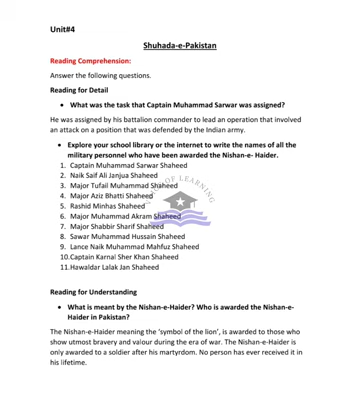 Unit#4
Shuhada-e-Pakistan
Reading Comprehension:
Answer the following questions.
Reading for Detail
• What was the task that Captain Muhammad Sarwar was assigned?
He was assigned by his battalion commander to lead an operation that involved
an attack on a position that was defended by the Indian army.
• Explore your school library or the internet to write the names of all the
military personnel who have been awarded the Nishan-e- Haider.
1. Captain Muhammad Sarwar Shaheed
2. Naik Saif Ali Janjua Shaheed
3. Major Tufail Muhammad Shaheed
4. Major Aziz Bhatti Shaheed
5. Rashid Minhas Shaheed
6. Major Muhammad Akram Shaheed
7. Major Shabbir Sharif Shaheed
8. Sawar Muhammad Hussain Shaheed
9. Lance Naik Muhammad Mahfuz Shaheed
10.Captain Karnal Sher Khan Shaheed
11.Hawaldar Lalak Jan Shaheed
Reading for Understanding
• What is meant by the Nishan-e-Haider? Who is awarded the Nishan-e-
Haider in Pakistan?
The Nishan-e-Haider meaning the ‘symbol of the lion’, is awarded to those who
show utmost bravery and valour during the era of war. The Nishan-e-Haider is
only awarded to a soldier after his martyrdom. No person has ever received it in
his lifetime.